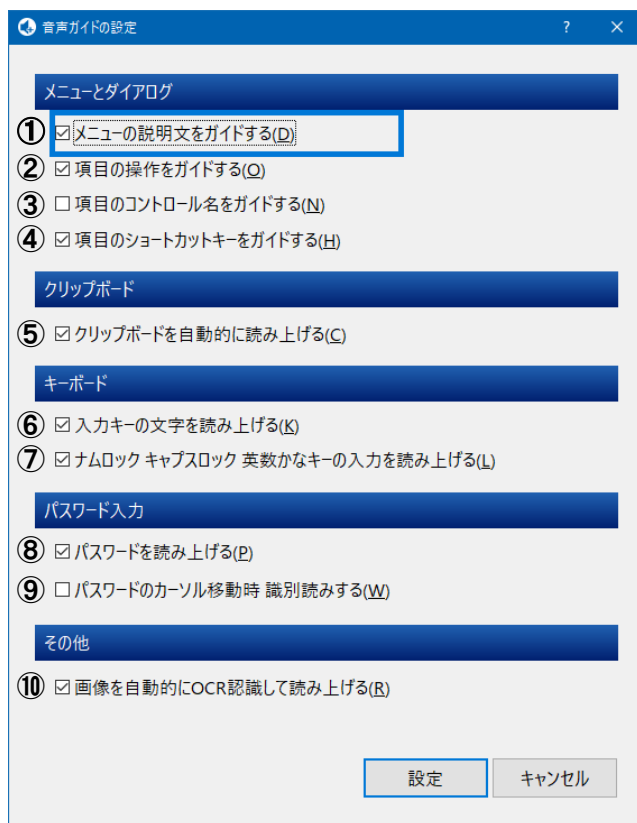 音声ガイドの設定 ? ×
メニューとダイアログ
① メニューの説明文をガイドする(D)
② 項目の操作をガイドする(O)
③ 項目のコントロール名をガイドする(N)
④ 項目のショートカットキーをガイドする(H)
クリップボード
⑤ クリップボードを自動的に読み上げる(C)
キーボード
⑥ 入力キーの文字を読み上げる(K)
⑦ ナムロック キャプスロック 英数かなキーの入力を読み上げる(L)
パスワード入力
⑧ パスワードを読み上げる(P)
⑨ パスワードのカーソル移動時 識別読みする(W)
その他
⑩ 画像を自動的にOCR認識して読み上げる(R)
設定 キャンセル